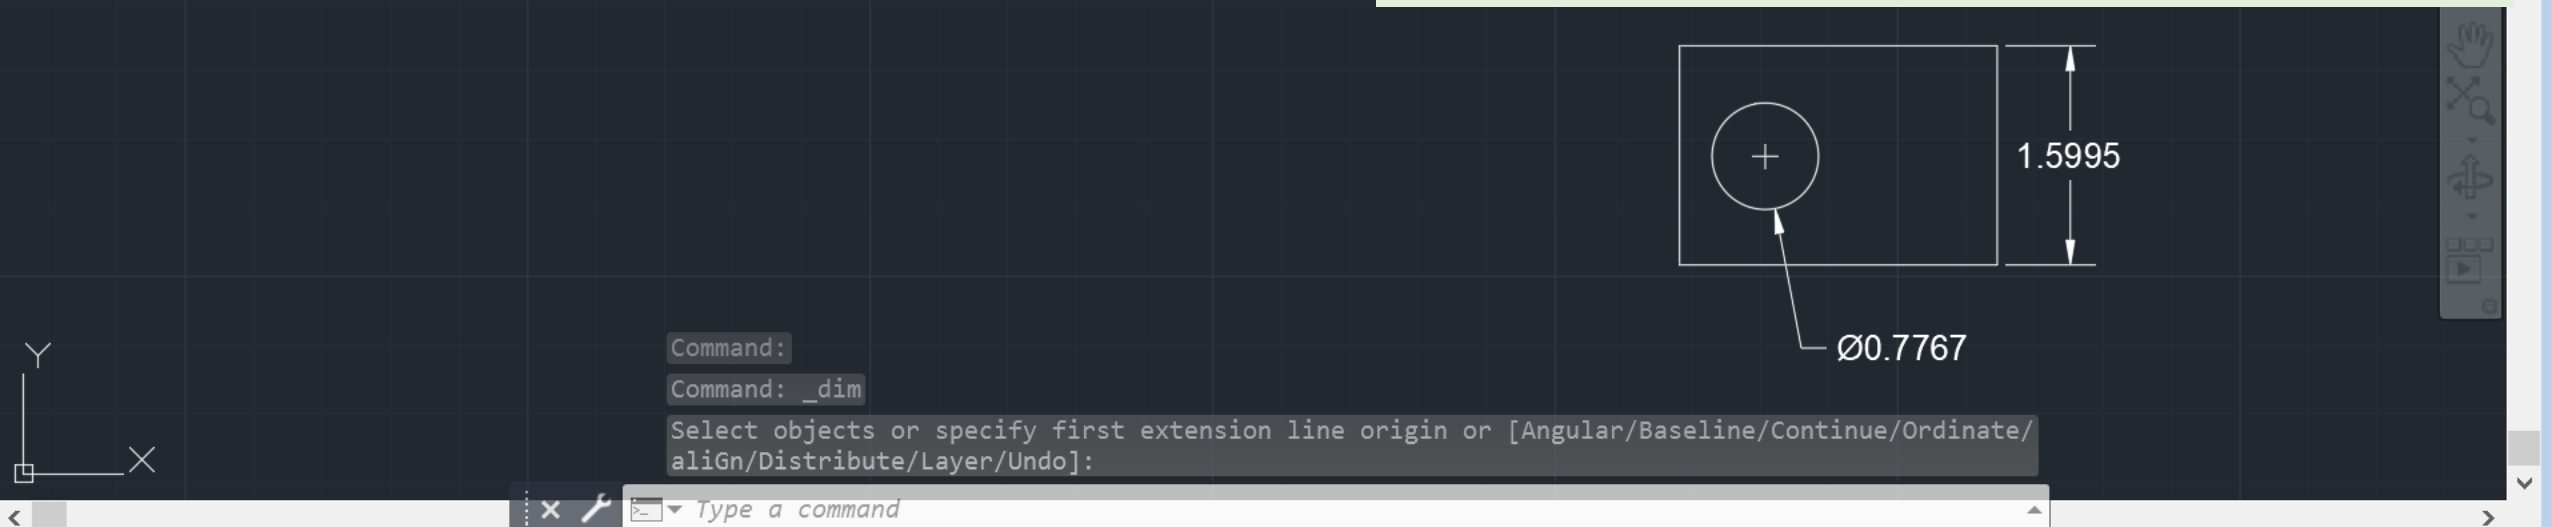 1.5995
Ø0.7767
Command:
Command: _dim
Select objects or specify first extension line origin or [Angular/Baseline/Continue/Ordinate/
aliGn/Distribute/Layer/Undo]:
Type a command
Y
X